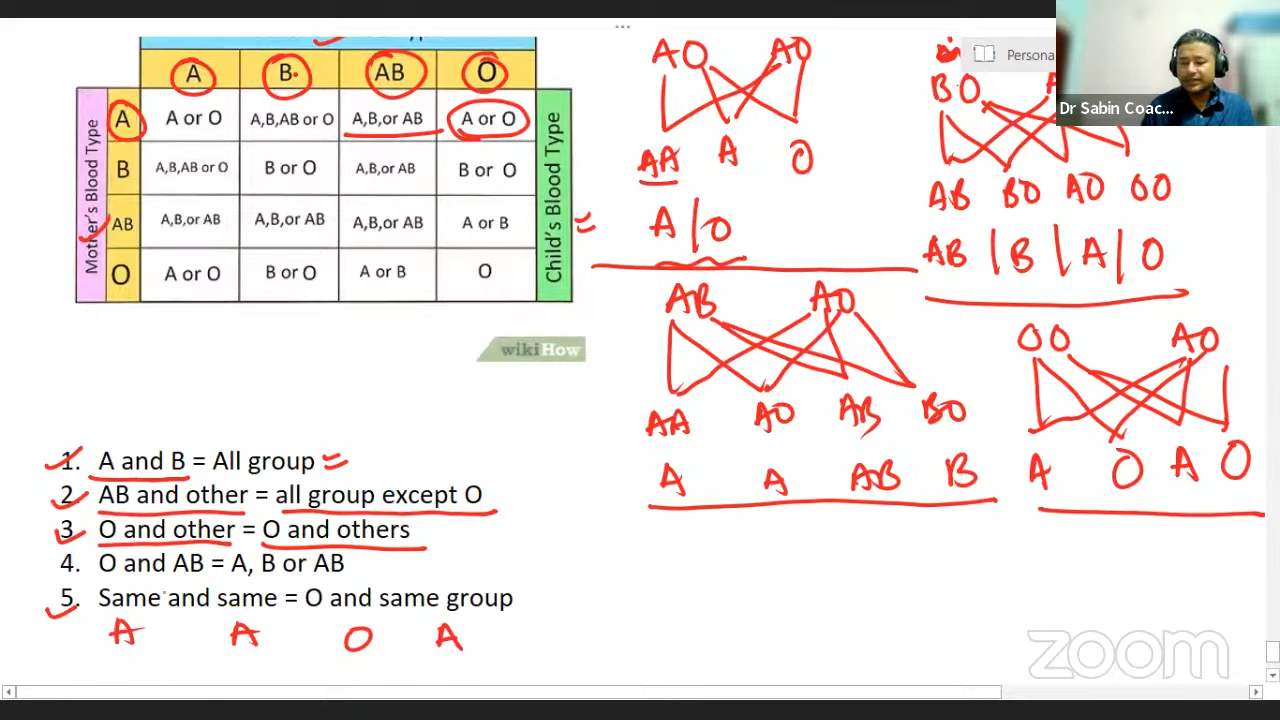 A B AB O
Mother's Blood Type
Child's Blood Type
A A or O A,B,AB or O A,B,or AB A or O
B A,B,AB or O B or O A,B,or AB B or O
AB A,B,or AB A,B,or AB A,B,or AB A or B
O A or O B or O A or B O
wikiHow
1. A and B = All group
2. AB and other = all group except O
3. O and other = O and others
4. O and AB = A, B or AB
5. Same and same = O and same group
A A O A
AO AO
AA A O
A | O
BO
AB BO AO OO
AB | B | A | O
AB AO
AA AO AB BO
A A AB B
OO AO
A O A O
Persona
Dr Sabin Coac...
zoom